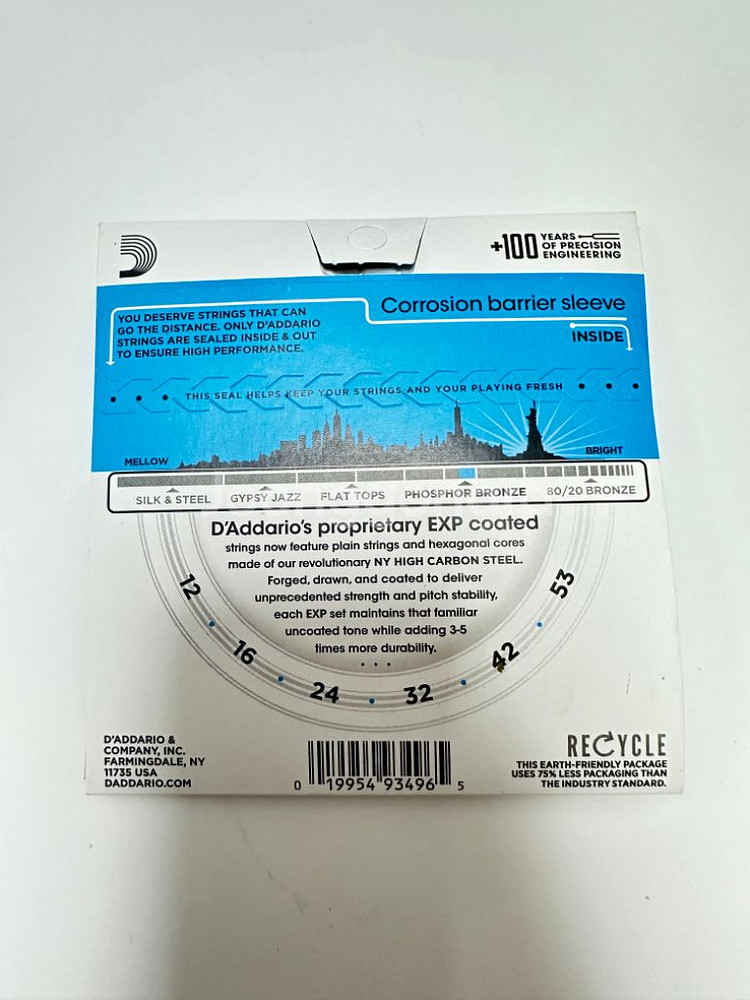 +100 YEARS
OF PRECISION
ENGINEERING
YOU DESERVE STRINGS THAT CAN
GO THE DISTANCE. ONLY D'ADDARIO
STRINGS ARE SEALED INSIDE & OUT
TO ENSURE HIGH PERFORMANCE.
Corrosion barrier sleeve
INSIDE
• • • THIS SEAL HELPS KEEP YOUR STRINGS AND YOUR PLAYING FRESH • • •
MELLOW
BRIGHT
SILK & STEEL GYPSY JAZZ FLAT TOPS PHOSPHOR BRONZE 80/20 BRONZE
D'Addario's proprietary EXP coated
strings now feature plain strings and hexagonal cores
made of our revolutionary NY HIGH CARBON STEEL.
Forged, drawn, and coated to deliver
unprecedented strength and pitch stability,
each EXP set maintains that familiar
uncoated tone while adding 3-5
times more durability.
• • •
12 • 16 • 24 • 32 • 42 • 53
D'ADDARIO &
COMPANY, INC.
FARMINGDALE, NY
11735 USA
DADDARIO.COM
0 19954 93496 5
RECYCLE
THIS EARTH-FRIENDLY PACKAGE
USES 75% LESS PACKAGING THAN
THE INDUSTRY STANDARD.